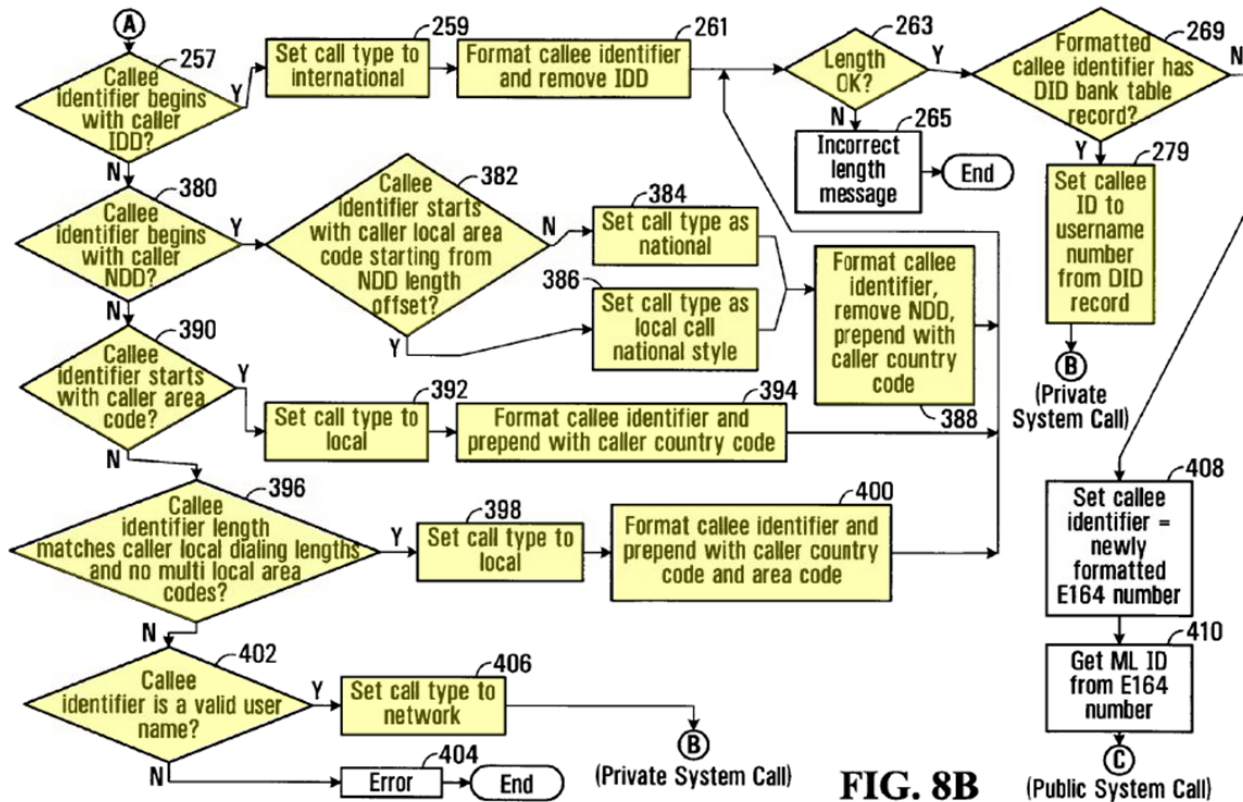 A
257
Callee
identifier begins
with caller
IDD?
Y
N
259
Set call type to
international
261
Format callee identifier
and remove IDD
263
Length
OK?
Y
N
265
Incorrect
length
message
End
269
Formatted
callee identifier has
DID bank table
record?
N
Y
279
Set callee
ID to
username
number
from DID
record
B
(Private
System Call)
380
Callee
identifier begins
with caller
NDD?
Y
N
382
Callee
identifier starts
with caller local area
code starting from
NDD length
offset?
N
Y
384
Set call type as
national
386
Set call type as
local call
national style
Format callee
identifier,
remove NDD,
prepend with
caller country
code
388
390
Callee
identifier starts
with caller area
code?
Y
N
392
Set call type to
local
394
Format callee identifier and
prepend with caller country code
396
Callee
identifier length
matches caller local dialing lengths
and no multi local area
codes?
Y
N
398
Set call type to
local
400
Format callee identifier and
prepend with caller country
code and area code
402
Callee
identifier is a valid user
name?
Y
N
406
Set call type to
network
B
(Private System Call)
404
Error
End
408
Set callee
identifier =
newly
formatted
E164 number
410
Get ML ID
from E164
number
C
(Public System Call)
FIG. 8B